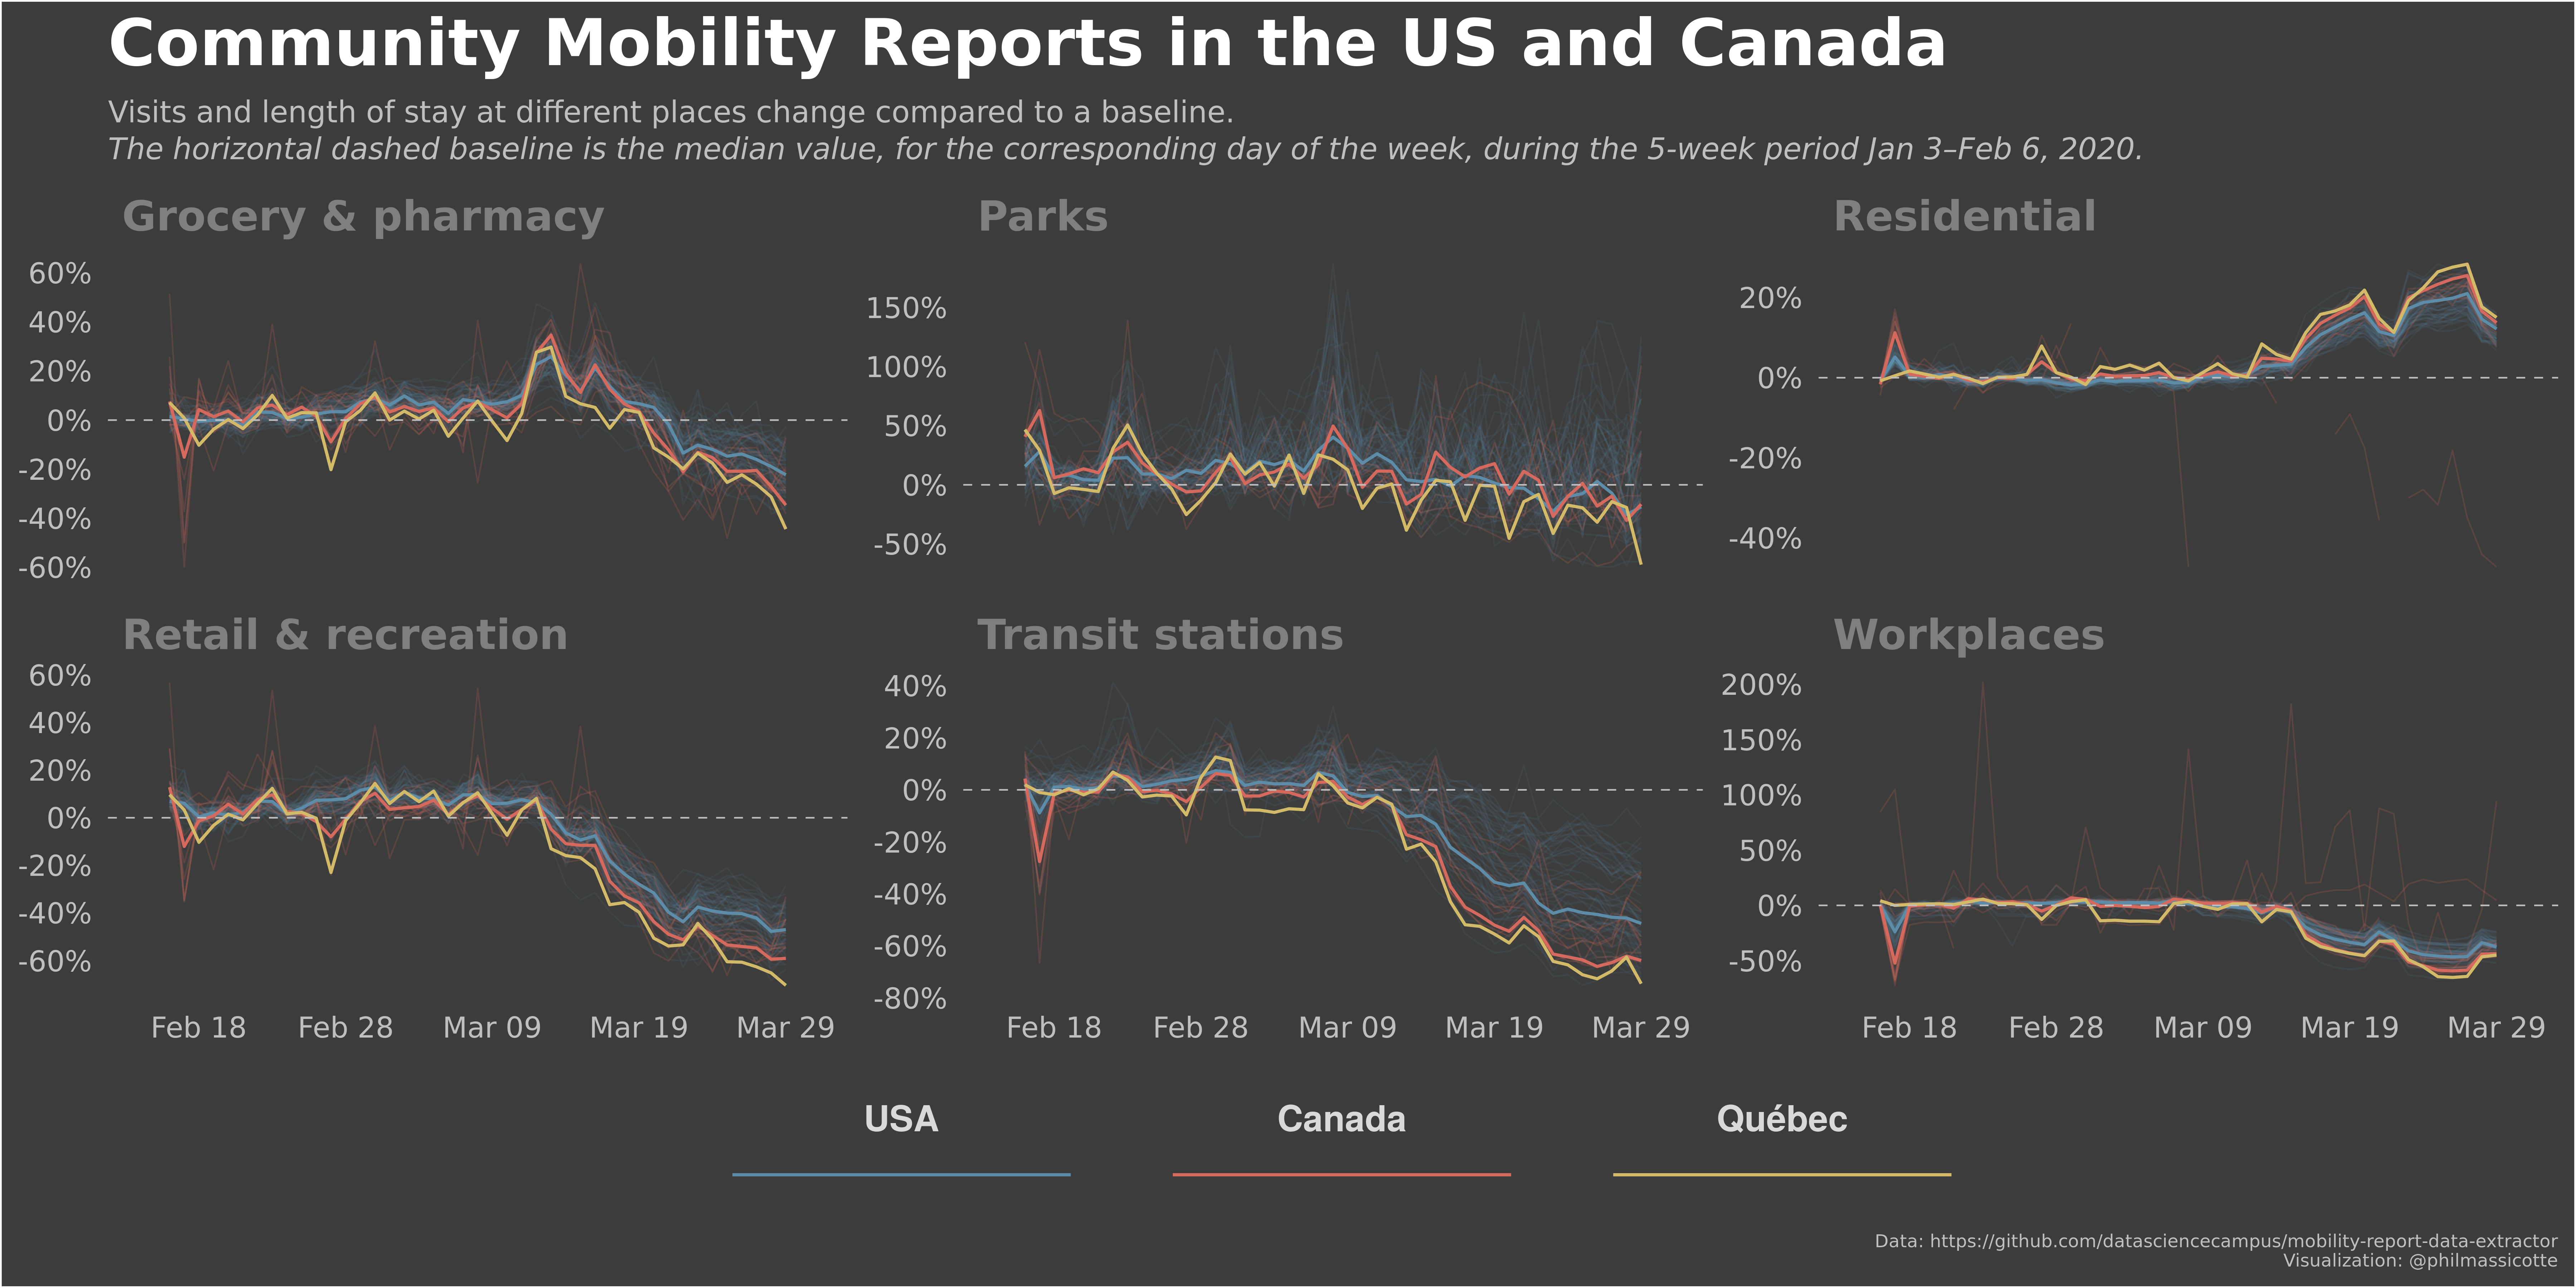 Community Mobility Reports in the US and Canada
Visits and length of stay at different places change compared to a baseline.
The horizontal dashed baseline is the median value, for the corresponding day of the week, during the 5-week period Jan 3–Feb 6, 2020.
Grocery & pharmacy
60%
40%
20%
0%
-20%
-40%
-60%
Parks
150%
100%
50%
0%
-50%
Residential
20%
0%
-20%
-40%
Retail & recreation
60%
40%
20%
0%
-20%
-40%
-60%
Feb 18 Feb 28 Mar 09 Mar 19 Mar 29
Transit stations
40%
20%
0%
-20%
-40%
-60%
-80%
Feb 18 Feb 28 Mar 09 Mar 19 Mar 29
Workplaces
200%
150%
100%
50%
0%
-50%
Feb 18 Feb 28 Mar 09 Mar 19 Mar 29
USA Canada Québec
Data: https://github.com/datasciencecampus/mobility-report-data-extractor
Visualization: @philmassicotte